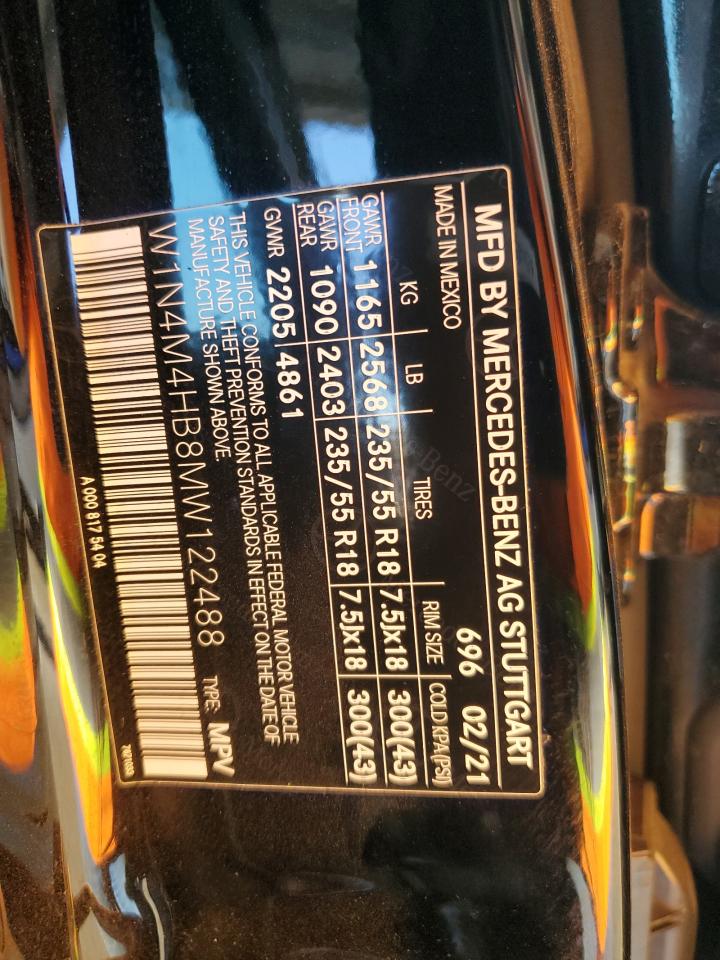 MFD BY MERCEDES-BENZ AG STUTTGART
MADE IN MEXICO 696 02/21
KG LB TIRES RIM SIZE COLD KPA(PSI)
GAWR FRONT 1165 2568 235/55 R18 7.5Jx18 300(43)
GAWR REAR 1090 2403 235/55 R18 7.5Jx18 300(43)
GVWR 2205 4861
THIS VEHICLE CONFORMS TO ALL APPLICABLE FEDERAL MOTOR VEHICLE
SAFETY AND THEFT PREVENTION STANDARDS IN EFFECT ON THE DATE OF
MANUFACTURE SHOWN ABOVE.
W1N4M4HB8MW122488 TYPE: MPV
A 000 817 54 04